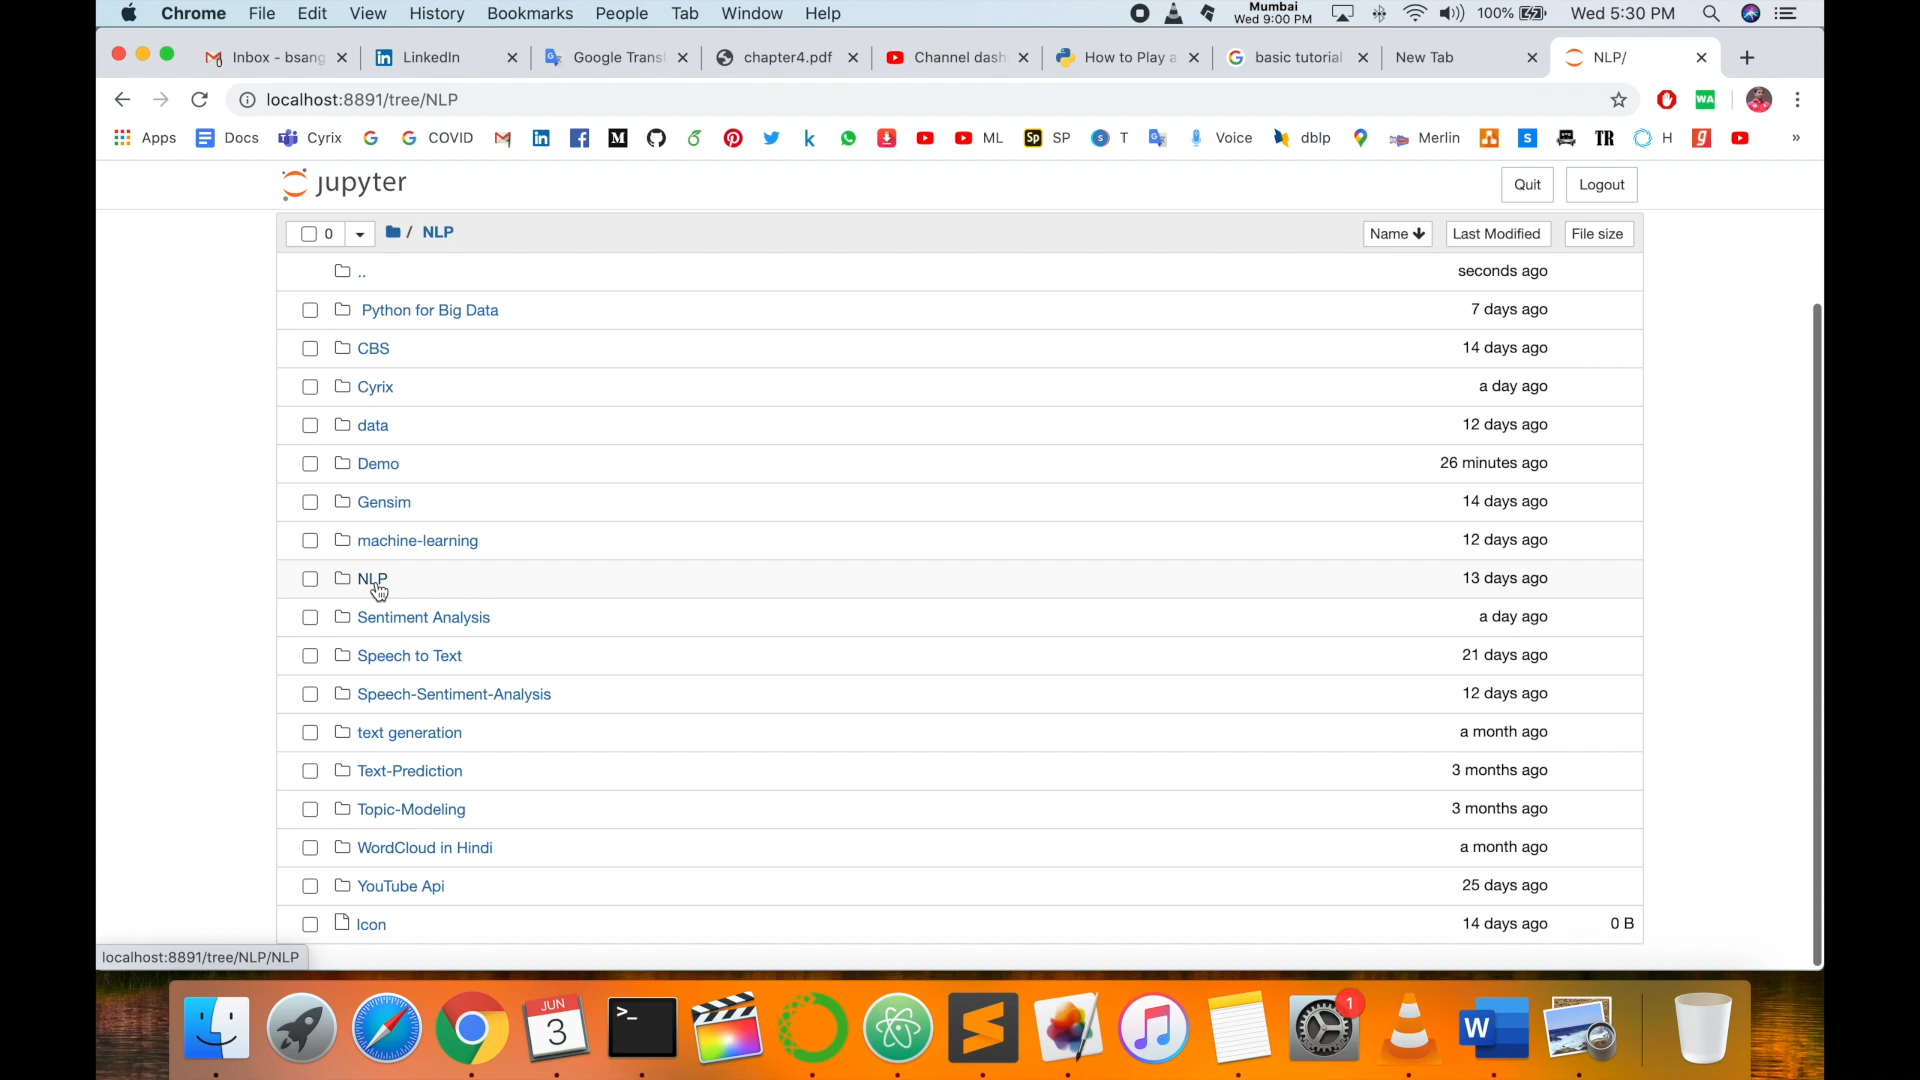 Chrome File Edit View History Bookmarks People Tab Window Help Mumbai Wed 9:00 PM 100% Wed 5:30 PM
Inbox - bsang LinkedIn Google Transl chapter4.pdf Channel dash How to Play a basic tutorial New Tab NLP/
localhost:8891/tree/NLP WA
Apps Docs Cyrix COVID ML SP T Voice dblp Merlin TR H »
jupyter Quit Logout
0 / NLP Name Last Modified File size
.. seconds ago
Python for Big Data 7 days ago
CBS 14 days ago
Cyrix a day ago
data 12 days ago
Demo 26 minutes ago
Gensim 14 days ago
machine-learning 12 days ago
NLP 13 days ago
Sentiment Analysis a day ago
Speech to Text 21 days ago
Speech-Sentiment-Analysis 12 days ago
text generation a month ago
Text-Prediction 3 months ago
Topic-Modeling 3 months ago
WordCloud in Hindi a month ago
YouTube Api 25 days ago
Icon 14 days ago 0 B
localhost:8891/tree/NLP/NLP
JUN 3 >_ 1 W